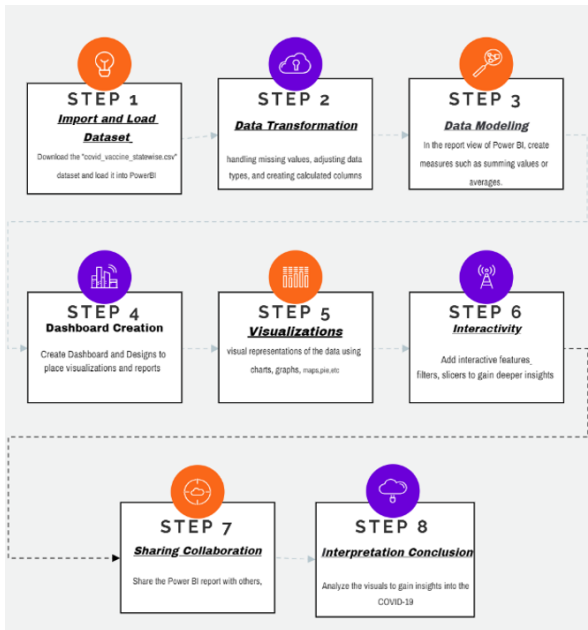 STEP 1
Import and Load
Dataset
Download the "covid_vaccine_statewise.csv"
dataset and load it into PowerBI
STEP 2
Data Transformation
handling missing values, adjusting data
types, and creating calculated columns
STEP 3
Data Modeling
In the report view of Power BI, create
measures such as summing values or
averages.
STEP 4
Dashboard Creation
Create Dashboard and Designs to
place visualizations and reports
STEP 5
Visualizations
visual representations of the data using
charts, graphs, maps,pie,etc
STEP 6
Interactivity
Add interactive features,
filters, slicers to gain deeper insights
STEP 7
Sharing Collaboration
Share the Power BI report with others,
STEP 8
Interpretation Conclusion
Analyze the visuals to gain insights into the
COVID-19